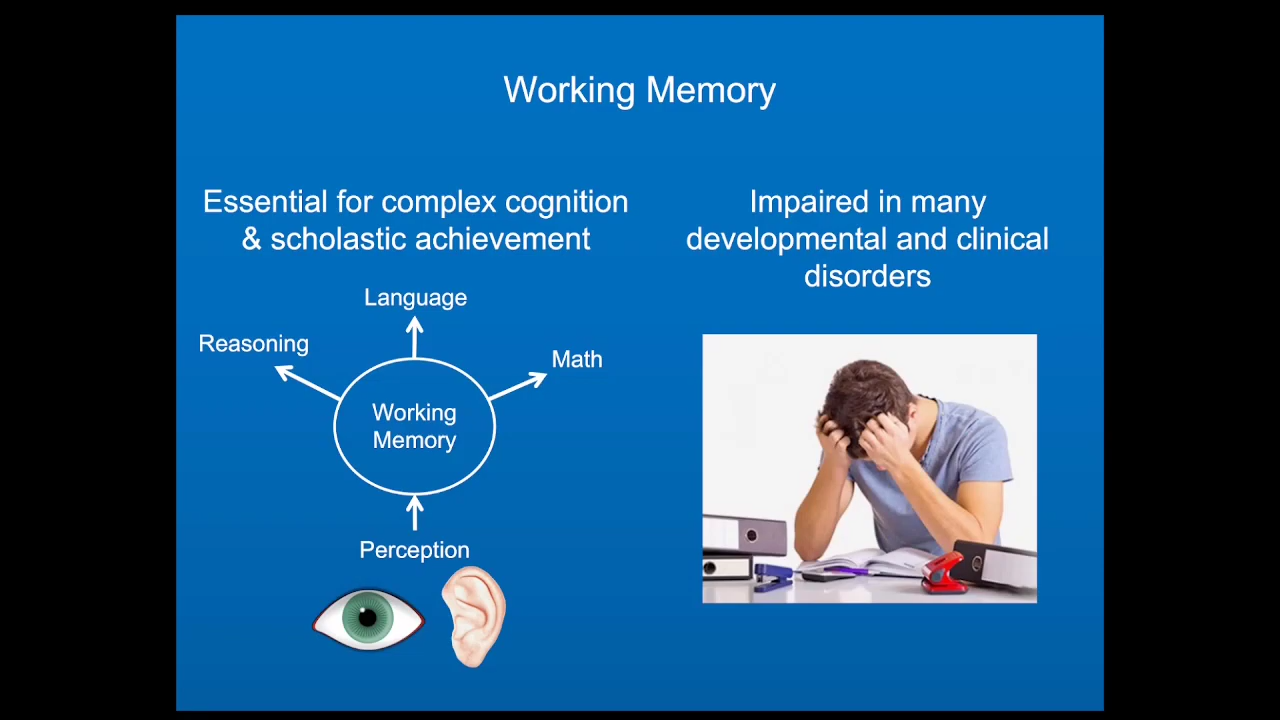 Working Memory
Essential for complex cognition
& scholastic achievement
Language
Reasoning
Math
Working
Memory
Perception
Impaired in many
developmental and clinical
disorders